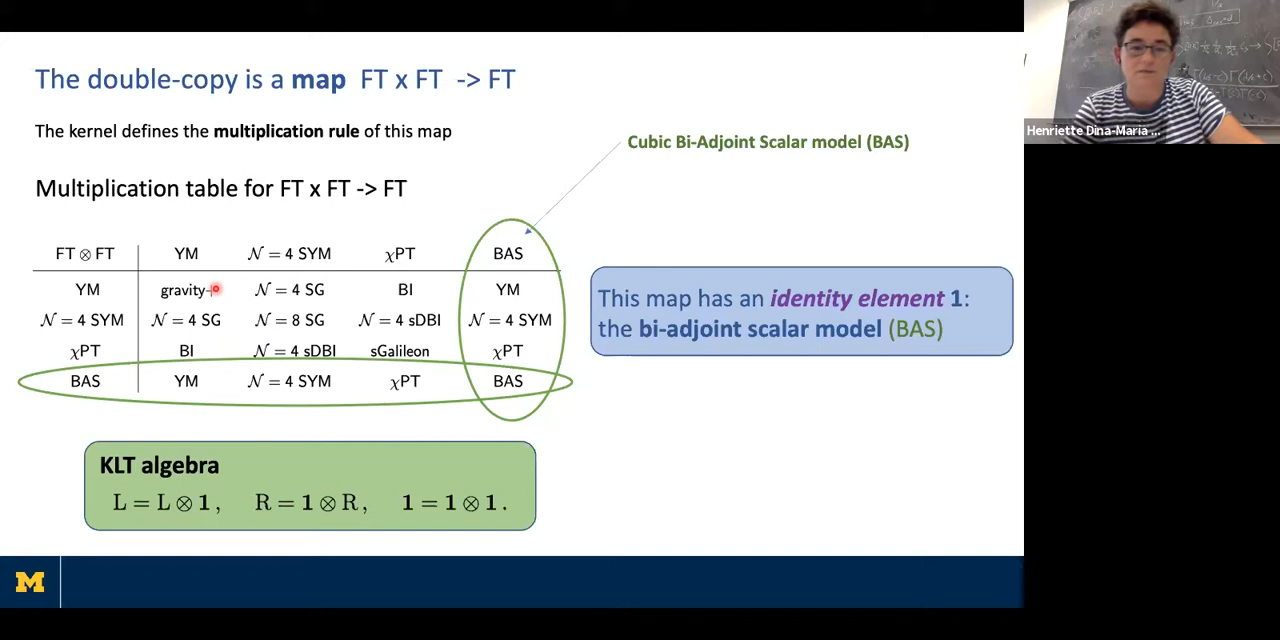 The double-copy is a map FT x FT -> FT
The kernel defines the multiplication rule of this map
Cubic Bi-Adjoint Scalar model (BAS)
Multiplication table for FT x FT -> FT
FT ⊗ FT YM 𝒩 = 4 SYM χPT BAS
YM gravity+ 𝒩 = 4 SG BI YM
𝒩 = 4 SYM 𝒩 = 4 SG 𝒩 = 8 SG 𝒩 = 4 sDBI 𝒩 = 4 SYM
χPT BI 𝒩 = 4 sDBI sGalileon χPT
BAS YM 𝒩 = 4 SYM χPT BAS
This map has an identity element 1:
the bi-adjoint scalar model (BAS)
KLT algebra
L = L ⊗ 1 , R = 1 ⊗ R , 1 = 1 ⊗ 1 .
M
Henriette Dina-Maria ...